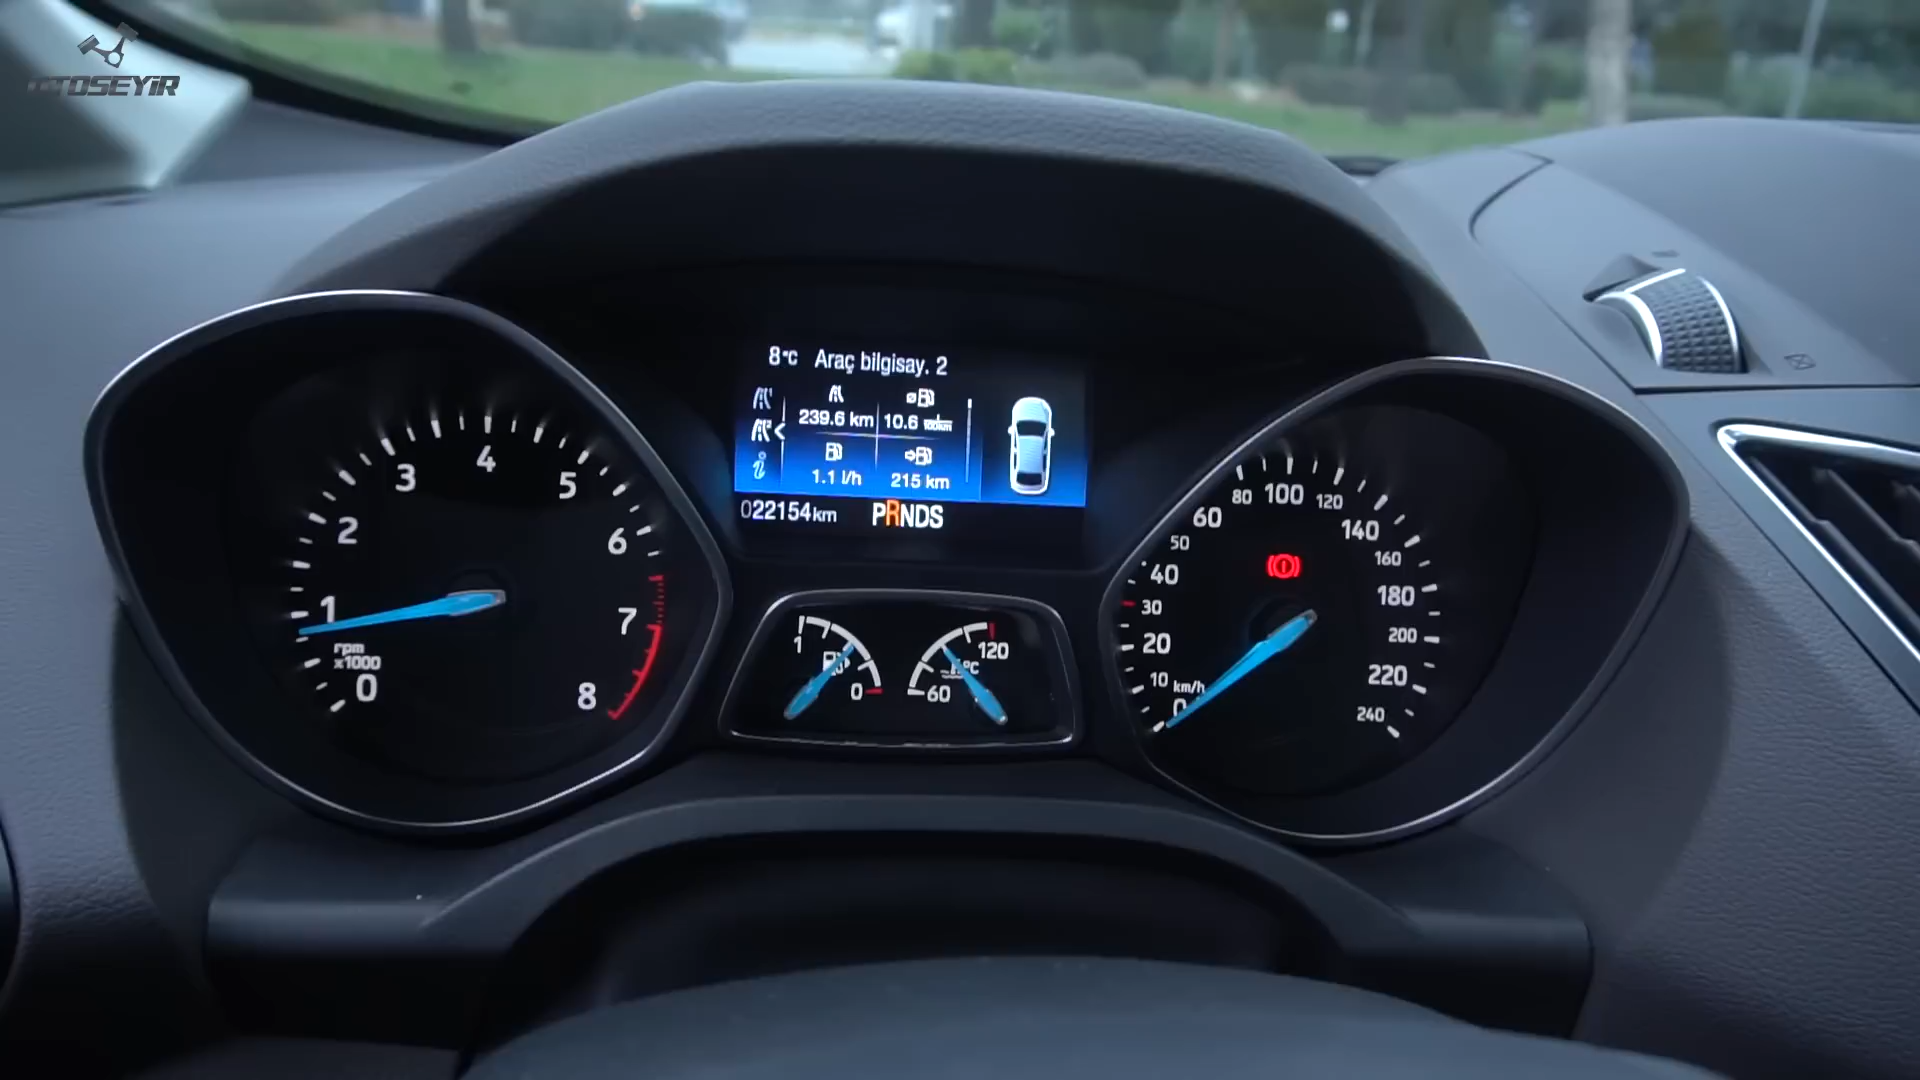 OTOSEYiR
8°C Araç bilgisay. 2
239.6 km 10.6
1.1 l/h 215 km
022154km PRNDS
0 1 2 3 4 5 6 7 8
rpm
x1000
1 0
60 120
°C
0 10 20 30 40 50 60 80 100 120 140 160 180 200 220 240
km/h